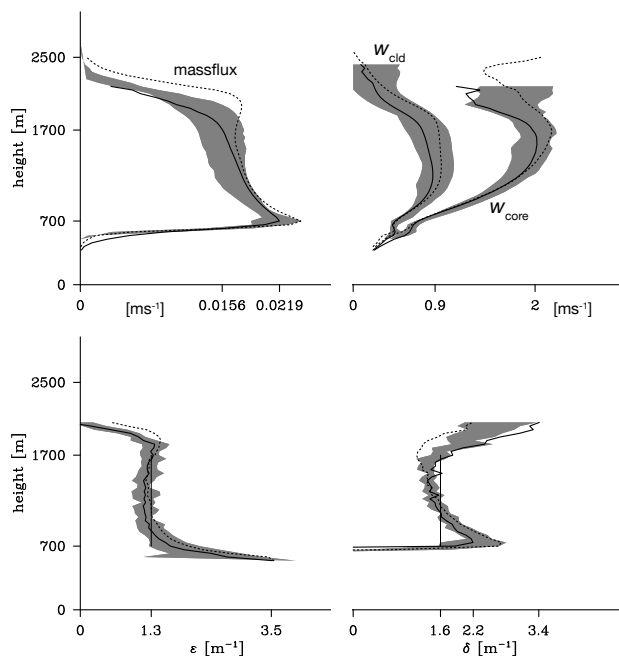 2500
1700
700
0
height [m]
massflux
0
[ms⁻¹]
0.0156
0.0219
w_cld
w_core
0
0.9
2
[ms⁻¹]
2500
1700
700
0
height [m]
0
1.3
3.5
ε [m⁻¹]
0
1.6
2.2
3.4
δ [m⁻¹]